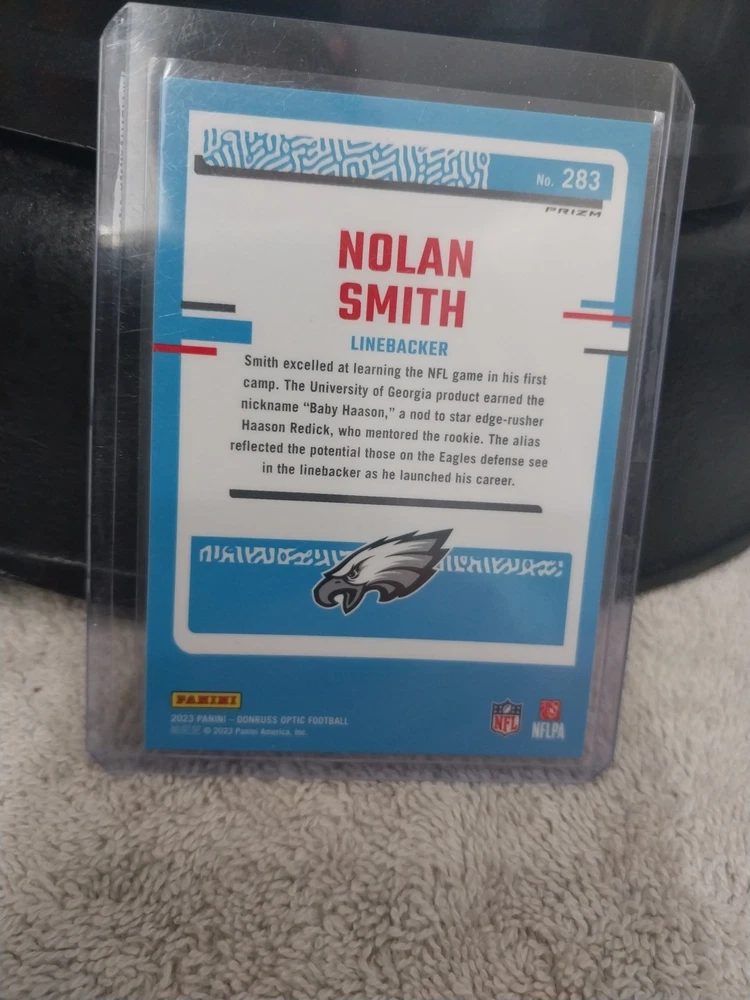 No. 283
PRIZM
NOLAN
SMITH
LINEBACKER
Smith excelled at learning the NFL game in his first
camp. The University of Georgia product earned the
nickname “Baby Haason,” a nod to star edge-rusher
Haason Redick, who mentored the rookie. The alias
reflected the potential those on the Eagles defense see
in the linebacker as he launched his career.
PANINI
2023 PANINI – DONRUSS OPTIC FOOTBALL
© 2023 Panini America, Inc.
NFL
NFLPA